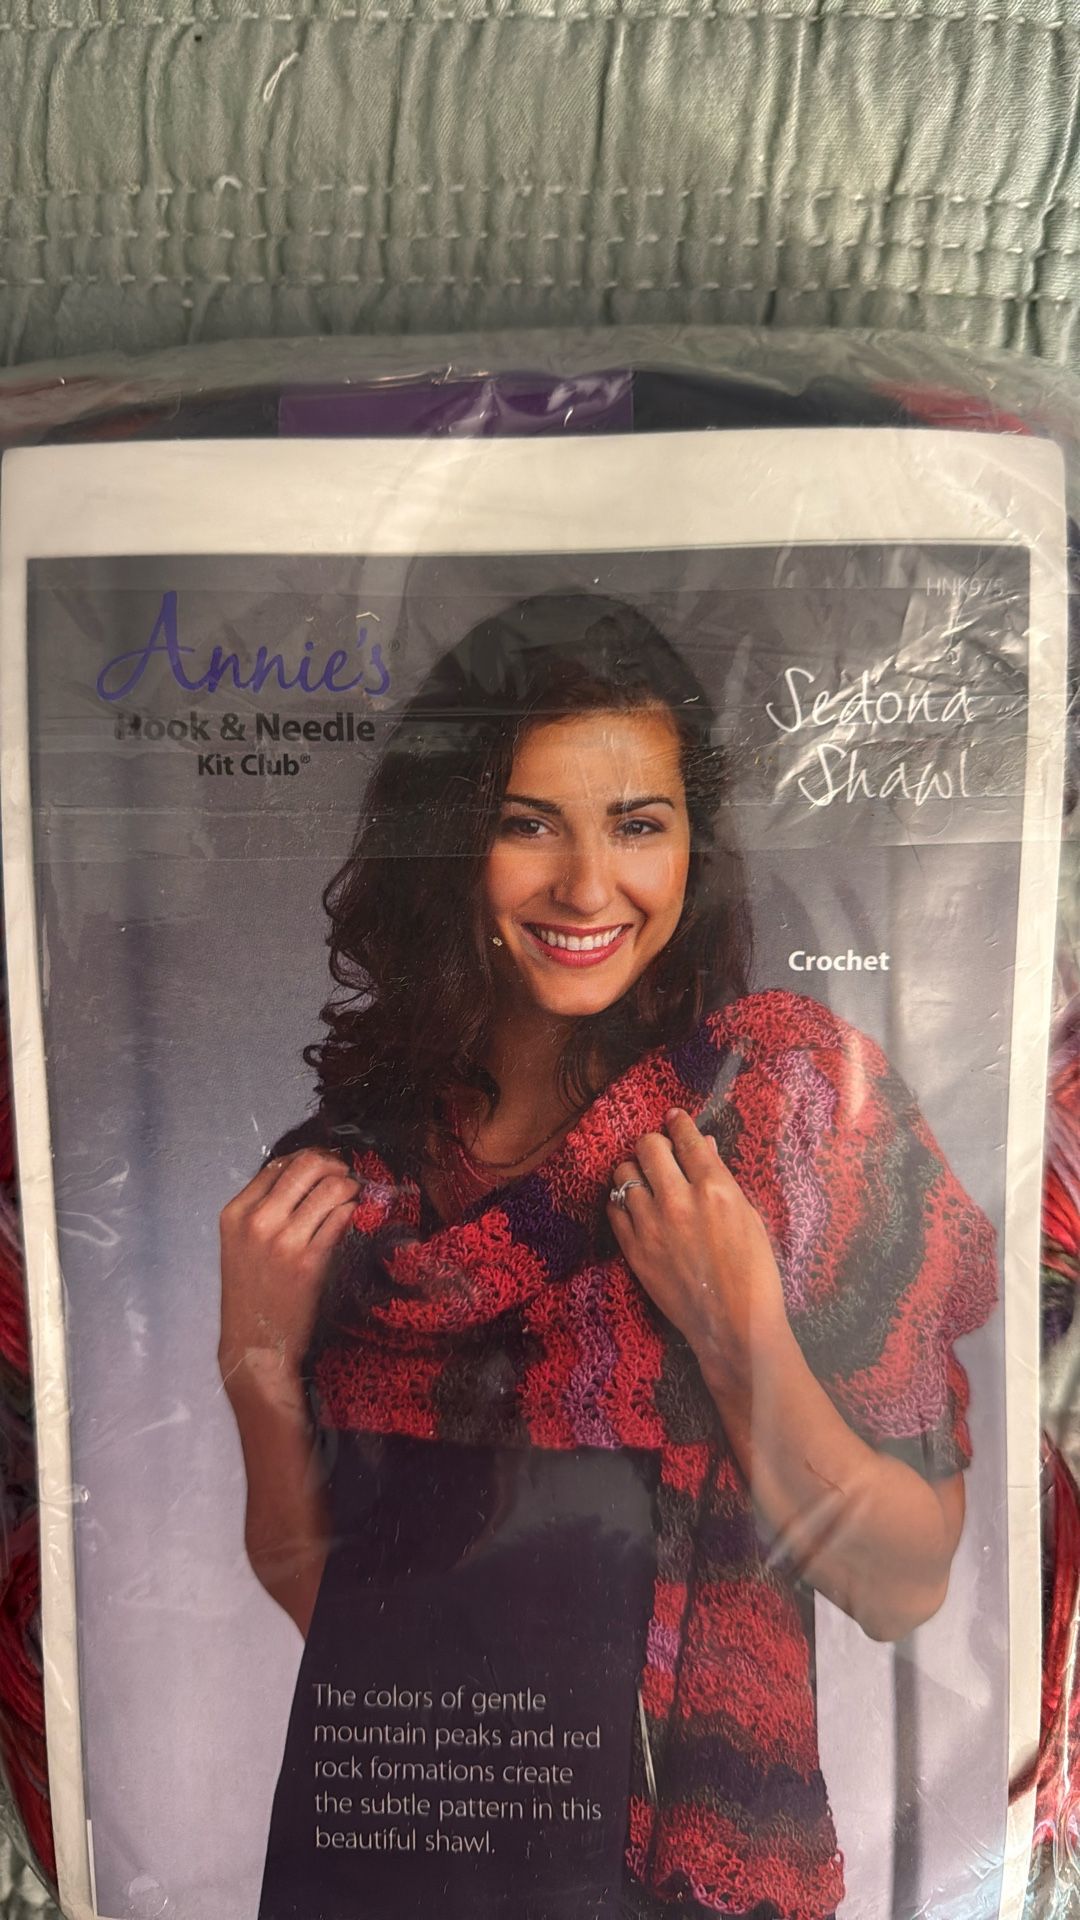 HNK975
Annie's®
Hook & Needle
Kit Club®
Sedona
Shawl
Crochet
The colors of gentle
mountain peaks and red
rock formations create
the subtle pattern in this
beautiful shawl.